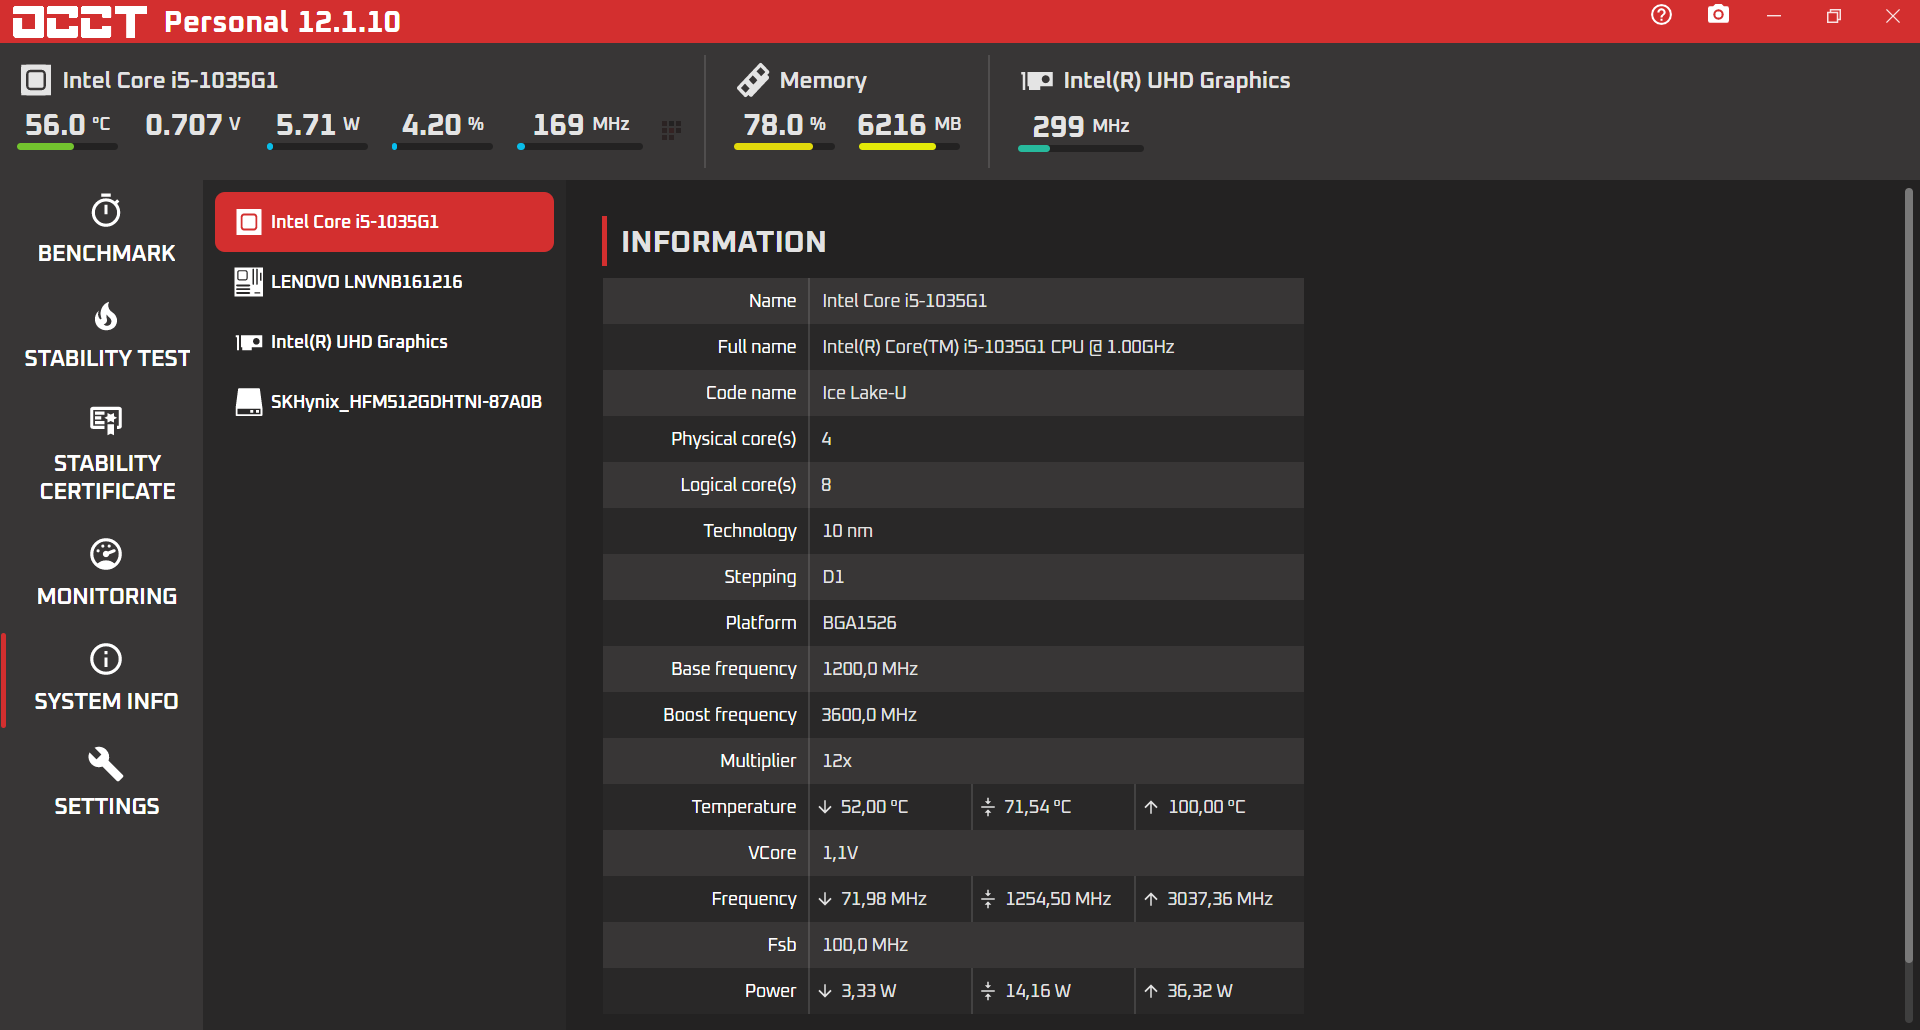 OCCT Personal 12.1.10
Intel Core i5-1035G1
56.0 °C 0.707 V 5.71 W 4.20 % 169 MHz
Memory
78.0 % 6216 MB
Intel(R) UHD Graphics
299 MHz
BENCHMARK
STABILITY TEST
STABILITY
CERTIFICATE
MONITORING
SYSTEM INFO
SETTINGS
Intel Core i5-1035G1
LENOVO LNVNB161216
Intel(R) UHD Graphics
SKHynix_HFM512GDHTNI-87A0B
INFORMATION
Name Intel Core i5-1035G1
Full name Intel(R) Core(TM) i5-1035G1 CPU @ 1.00GHz
Code name Ice Lake-U
Physical core(s) 4
Logical core(s) 8
Technology 10 nm
Stepping D1
Platform BGA1526
Base frequency 1200,0 MHz
Boost frequency 3600,0 MHz
Multiplier 12x
Temperature 52,00 °C 71,54 °C 100,00 °C
VCore 1,1V
Frequency 71,98 MHz 1254,50 MHz 3037,36 MHz
Fsb 100,0 MHz
Power 3,33 W 14,16 W 36,32 W